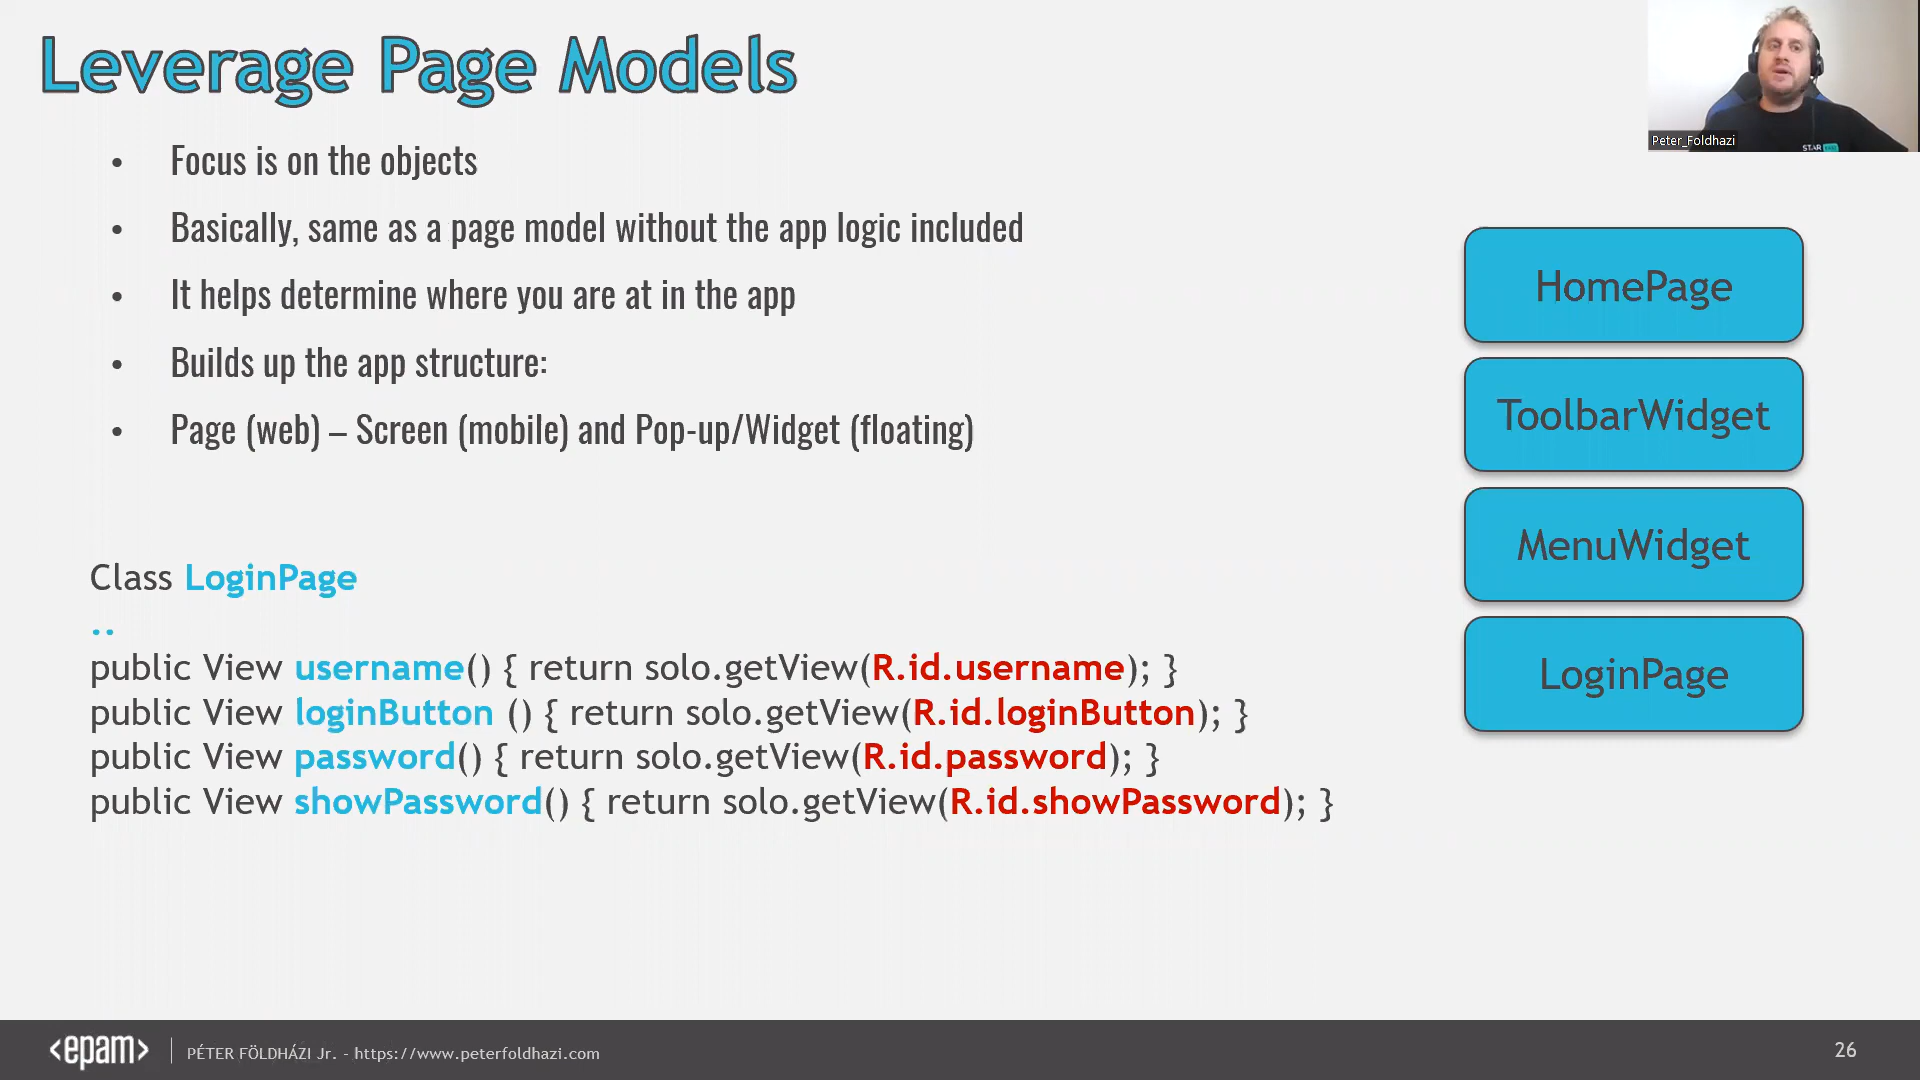 Leverage Page Models
Peter_Foldhazi
• Focus is on the objects
• Basically, same as a page model without the app logic included
• It helps determine where you are at in the app
• Builds up the app structure:
• Page (web) – Screen (mobile) and Pop-up/Widget (floating)
HomePage
ToolbarWidget
MenuWidget
LoginPage
Class LoginPage
..
public View username() { return solo.getView(R.id.username); }
public View loginButton () { return solo.getView(R.id.loginButton); }
public View password() { return solo.getView(R.id.password); }
public View showPassword() { return solo.getView(R.id.showPassword); }
<epam>
PÉTER FÖLDHÁZI Jr. - https://www.peterfoldhazi.com
26